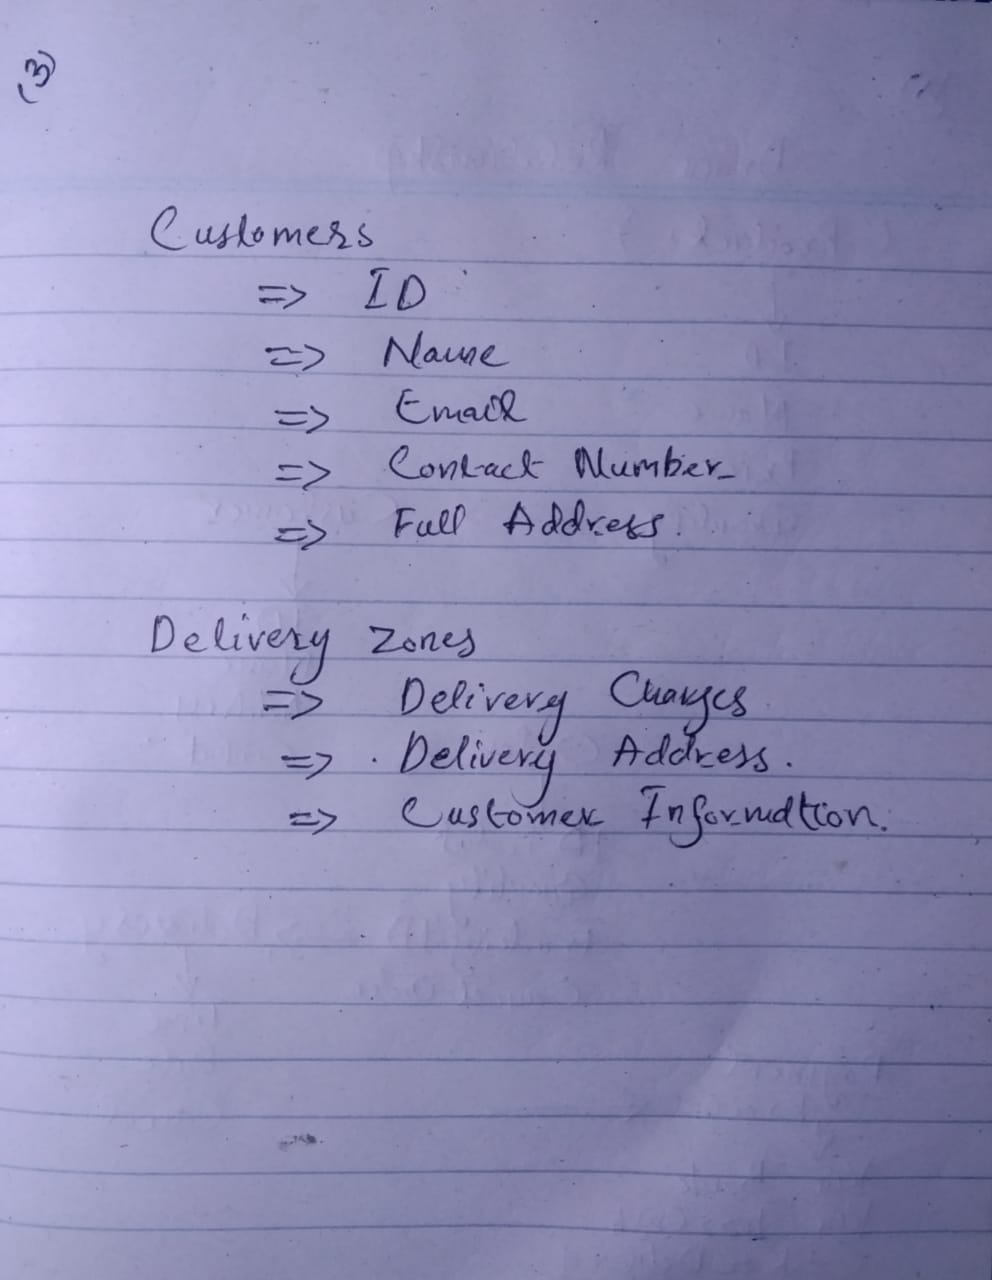 (3)
Customers
=> ID
=> Name
=> Email
=> Contact Number
=> Full Address.
Delivery Zones
=> Delivery Charges
=> Delivery Address.
=> Customer Information.